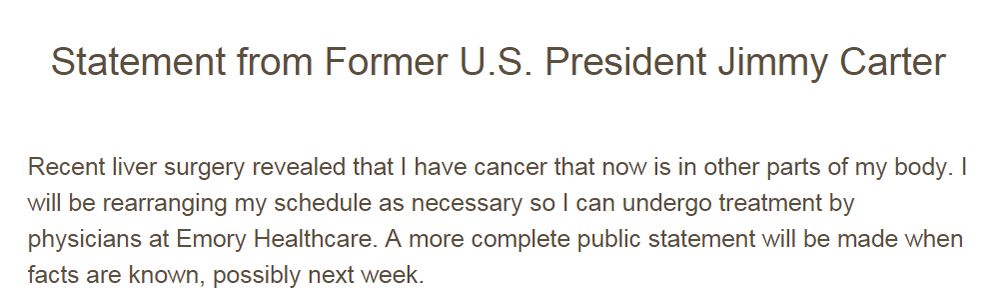 Statement from Former U.S. President Jimmy Carter
Recent liver surgery revealed that I have cancer that now is in other parts of my body. I
will be rearranging my schedule as necessary so I can undergo treatment by
physicians at Emory Healthcare. A more complete public statement will be made when
facts are known, possibly next week.